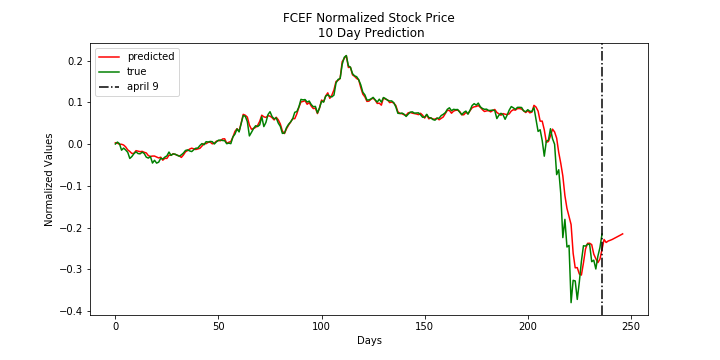 FCEF Normalized Stock Price
10 Day Prediction
predicted
true
april 9
0.2
0.1
0.0
−0.1
−0.2
−0.3
−0.4
Normalized Values
0
50
100
150
200
250
Days